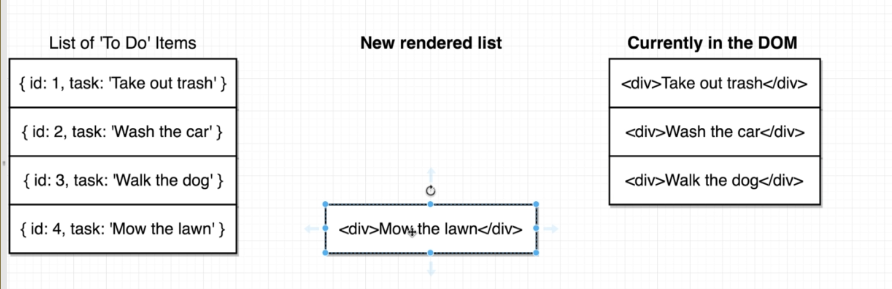 List of 'To Do' Items
{ id: 1, task: 'Take out trash' }
{ id: 2, task: 'Wash the car' }
{ id: 3, task: 'Walk the dog' }
{ id: 4, task: 'Mow the lawn' }
New rendered list
<div>Mow the lawn</div>
Currently in the DOM
<div>Take out trash</div>
<div>Wash the car</div>
<div>Walk the dog</div>